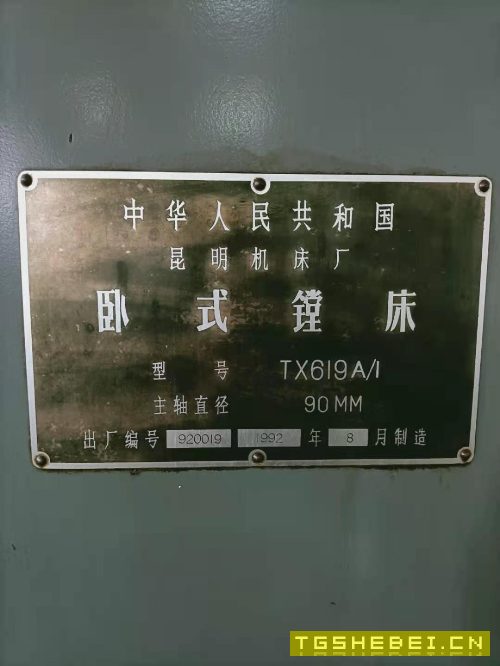 中华人民共和国
昆明机床厂
卧式镗床
型号 TX619A/1
主轴直径 90MM
出厂编号 920019 1992 年 8 月制造
TGSHEBEI.CN